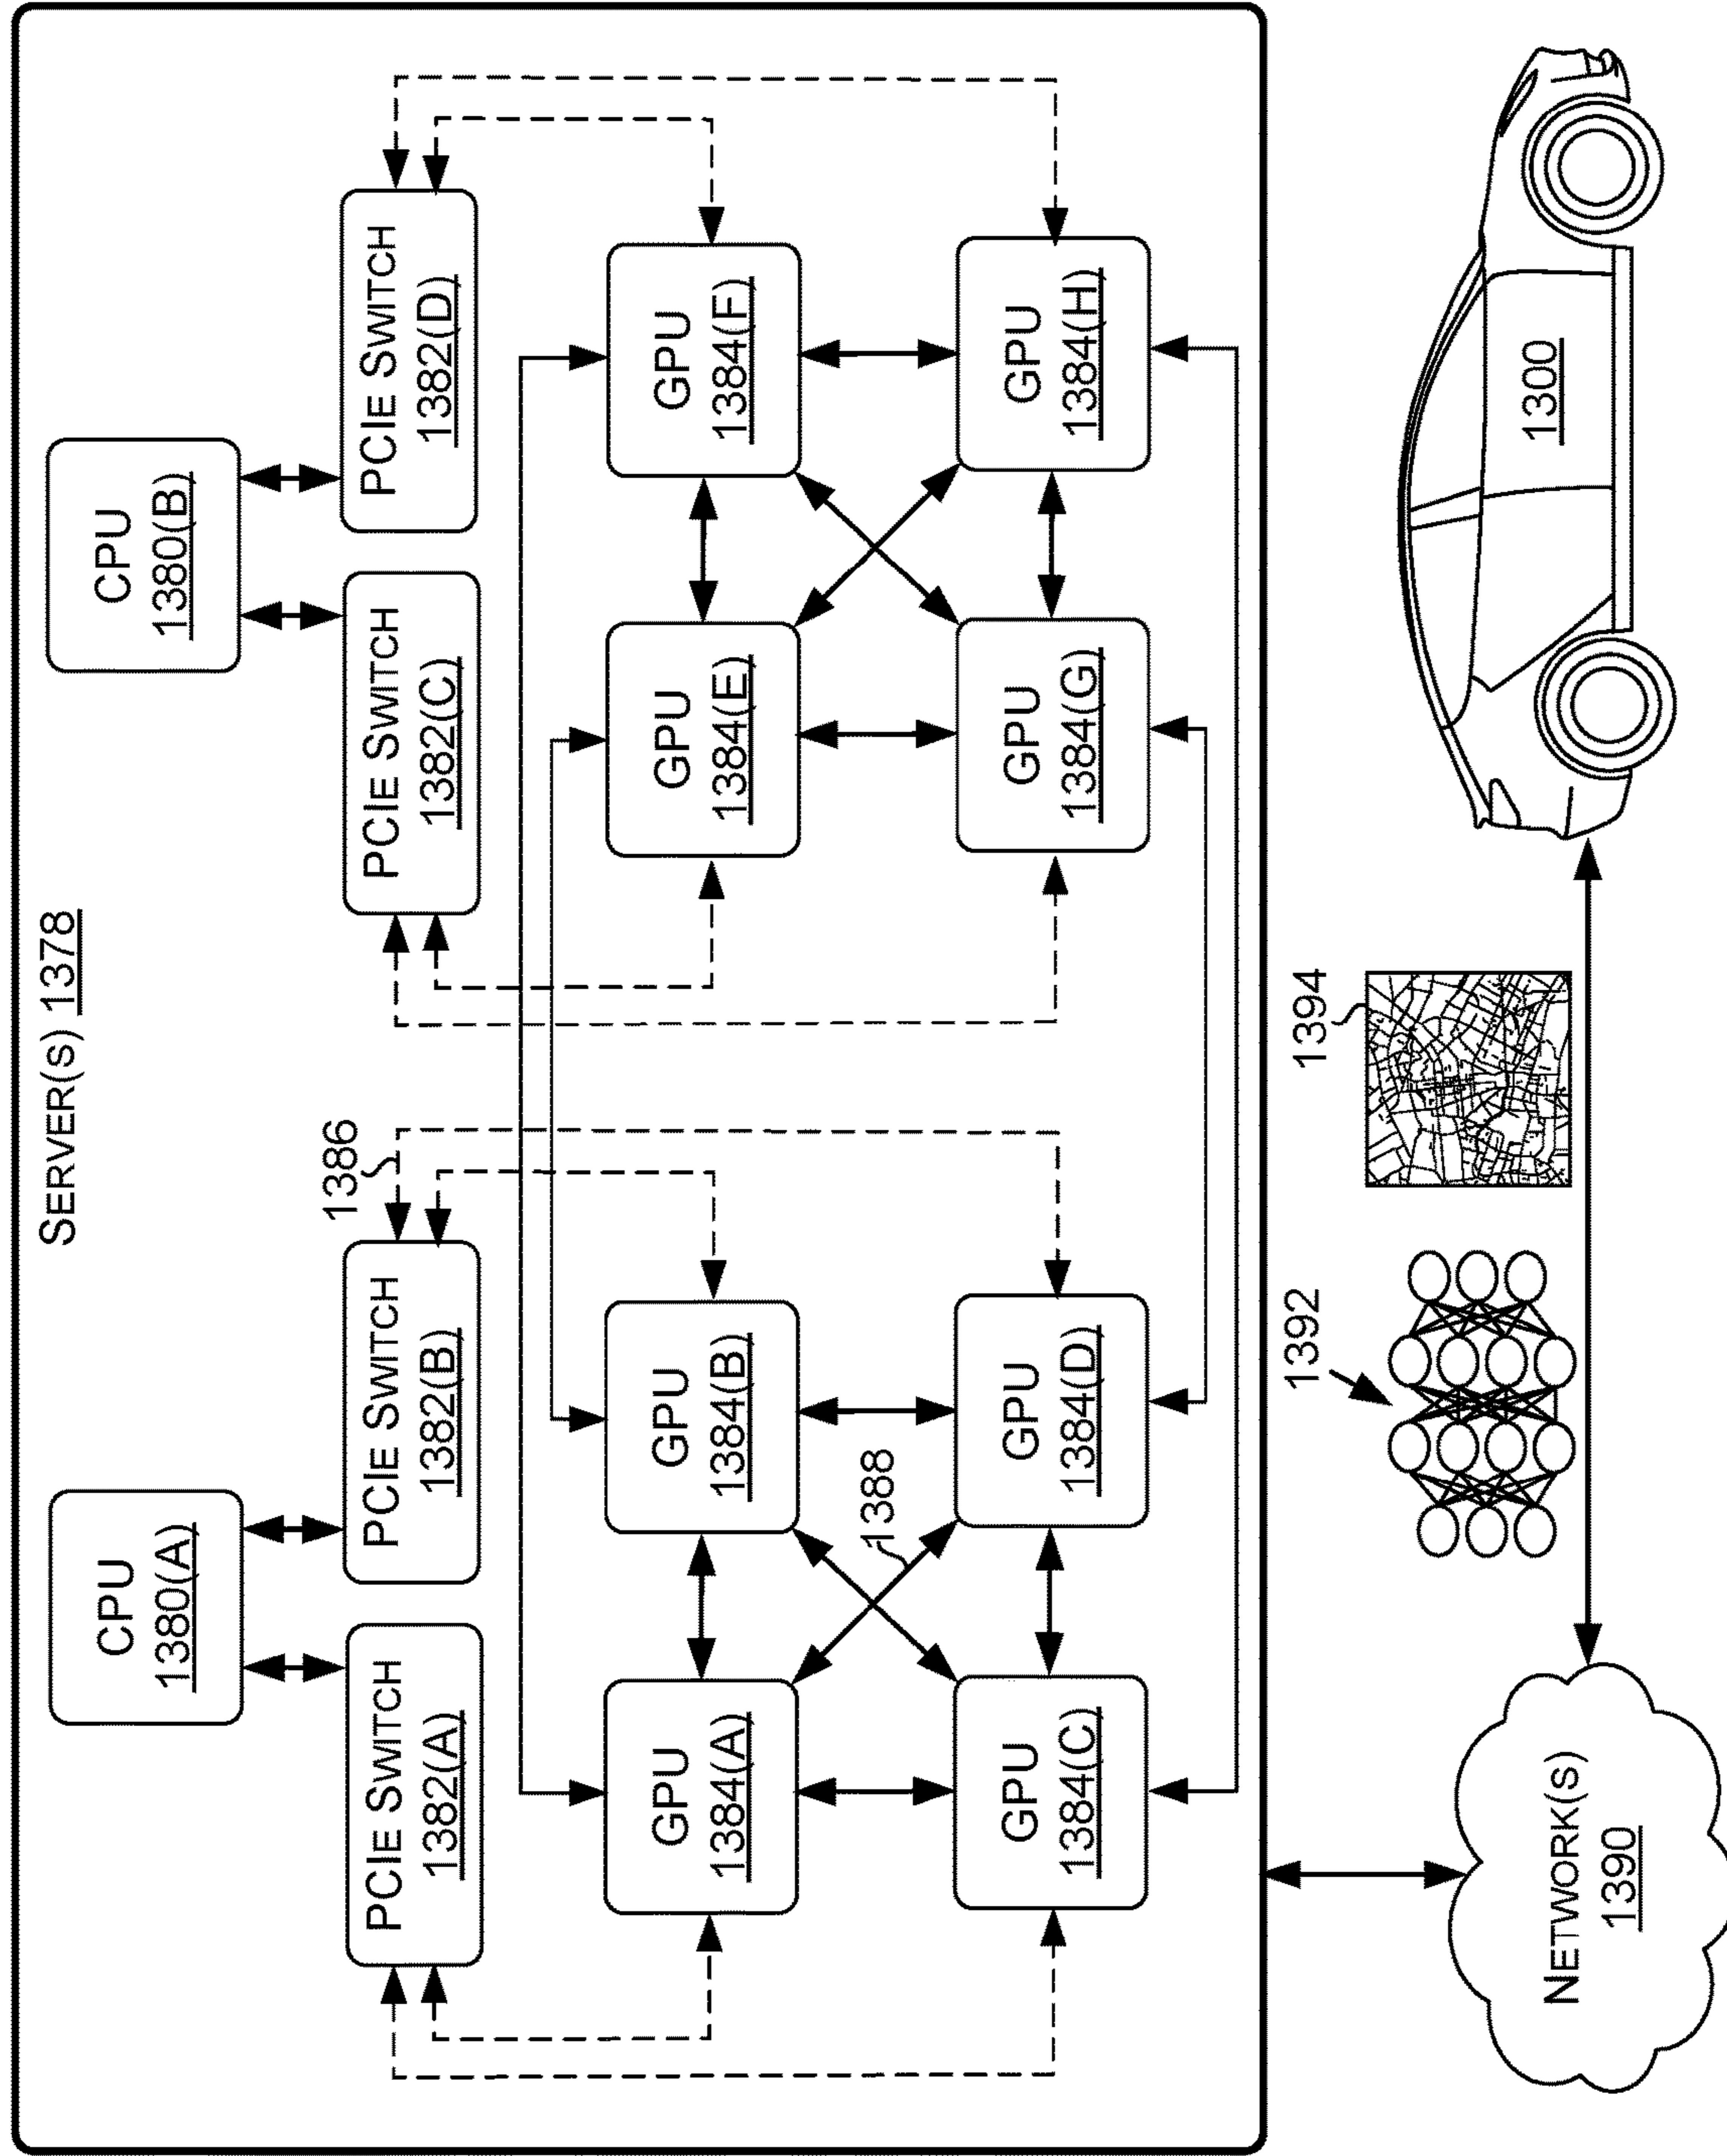 SERVER(S) 1378
CPU
1380(A)
CPU
1380(B)
PCIE SWITCH
1382(A)
PCIE SWITCH
1382(B)
1386
PCIE SWITCH
1382(C)
PCIE SWITCH
1382(D)
GPU
1384(A)
GPU
1384(B)
GPU
1384(E)
GPU
1384(F)
1388
GPU
1384(C)
GPU
1384(D)
GPU
1384(G)
GPU
1384(H)
NETWORK(S)
1390
1392
1394
1300